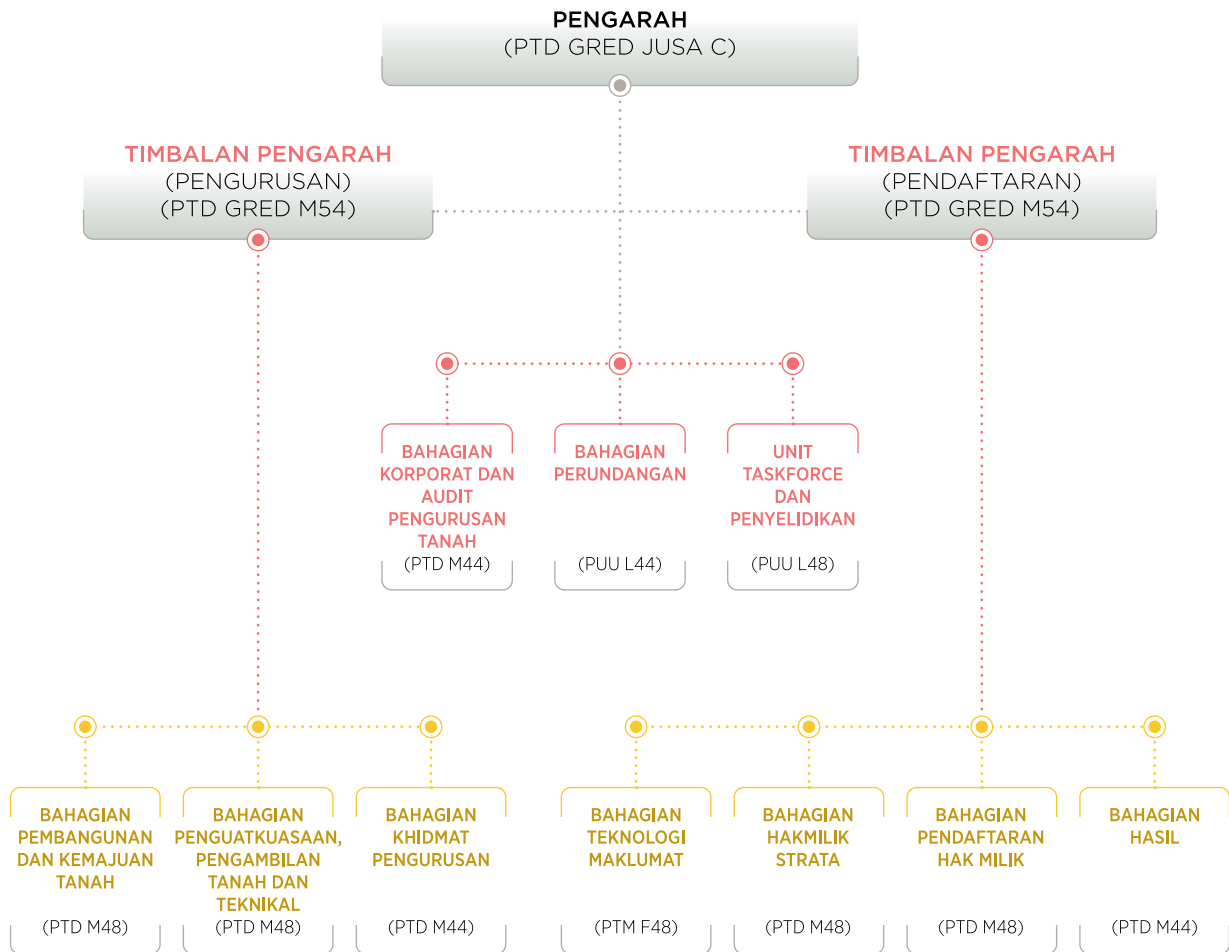 PENGARAH
(PTD GRED JUSA C)
TIMBALAN PENGARAH
(PENGURUSAN)
(PTD GRED M54)
TIMBALAN PENGARAH
(PENDAFTARAN)
(PTD GRED M54)
BAHAGIAN
KORPORAT DAN
AUDIT
PENGURUSAN
TANAH
(PTD M44)
BAHAGIAN
PERUNDANGAN
(PUU L44)
UNIT
TASKFORCE
DAN
PENYELIDIKAN
(PUU L48)
BAHAGIAN
PEMBANGUNAN
DAN KEMAJUAN
TANAH
(PTD M48)
BAHAGIAN
PENGUATKUASAAN,
PENGAMBILAN
TANAH DAN
TEKNIKAL
(PTD M48)
BAHAGIAN
KHIDMAT
PENGURUSAN
(PTD M44)
BAHAGIAN
TEKNOLOGI
MAKLUMAT
(PTM F48)
BAHAGIAN
HAKMILIK
STRATA
(PTD M48)
BAHAGIAN
PENDAFTARAN
HAK MILIK
(PTD M48)
BAHAGIAN
HASIL
(PTD M44)